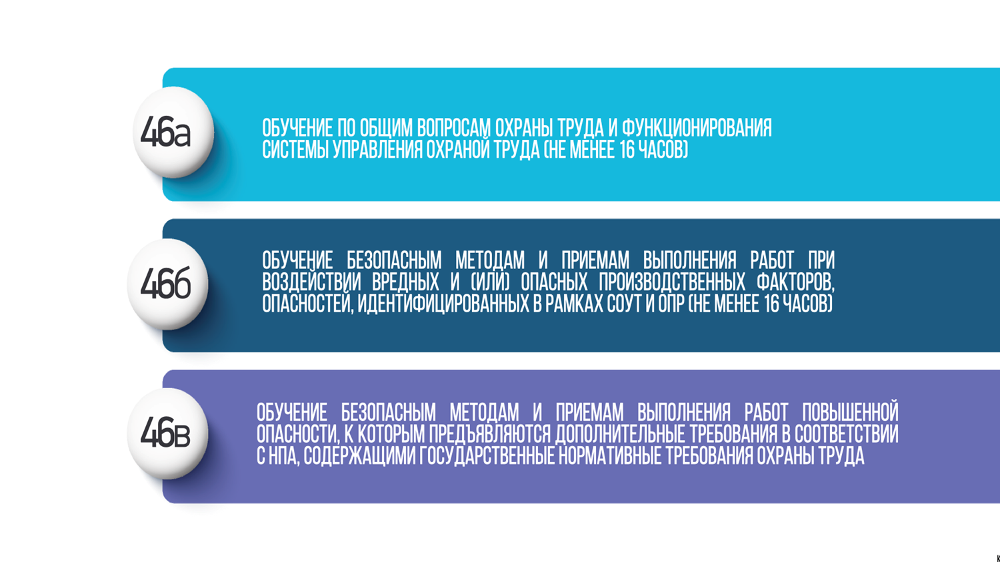 46а
ОБУЧЕНИЕ ПО ОБЩИМ ВОПРОСАМ ОХРАНЫ ТРУДА И ФУНКЦИОНИРОВАНИЯ
СИСТЕМЫ УПРАВЛЕНИЯ ОХРАНОЙ ТРУДА (НЕ МЕНЕЕ 16 ЧАСОВ)
46б
ОБУЧЕНИЕ БЕЗОПАСНЫМ МЕТОДАМ И ПРИЕМАМ ВЫПОЛНЕНИЯ РАБОТ ПРИ
ВОЗДЕЙСТВИИ ВРЕДНЫХ И (ИЛИ) ОПАСНЫХ ПРОИЗВОДСТВЕННЫХ ФАКТОРОВ,
ОПАСНОСТЕЙ, ИДЕНТИФИЦИРОВАННЫХ В РАМКАХ СОУТ И ОПР (НЕ МЕНЕЕ 16 ЧАСОВ)
46в
ОБУЧЕНИЕ БЕЗОПАСНЫМ МЕТОДАМ И ПРИЕМАМ ВЫПОЛНЕНИЯ РАБОТ ПОВЫШЕННОЙ
ОПАСНОСТИ, К КОТОРЫМ ПРЕДЪЯВЛЯЮТСЯ ДОПОЛНИТЕЛЬНЫЕ ТРЕБОВАНИЯ В СООТВЕТСТВИИ
С НПА, СОДЕРЖАЩИМИ ГОСУДАРСТВЕННЫЕ НОРМАТИВНЫЕ ТРЕБОВАНИЯ ОХРАНЫ ТРУДА